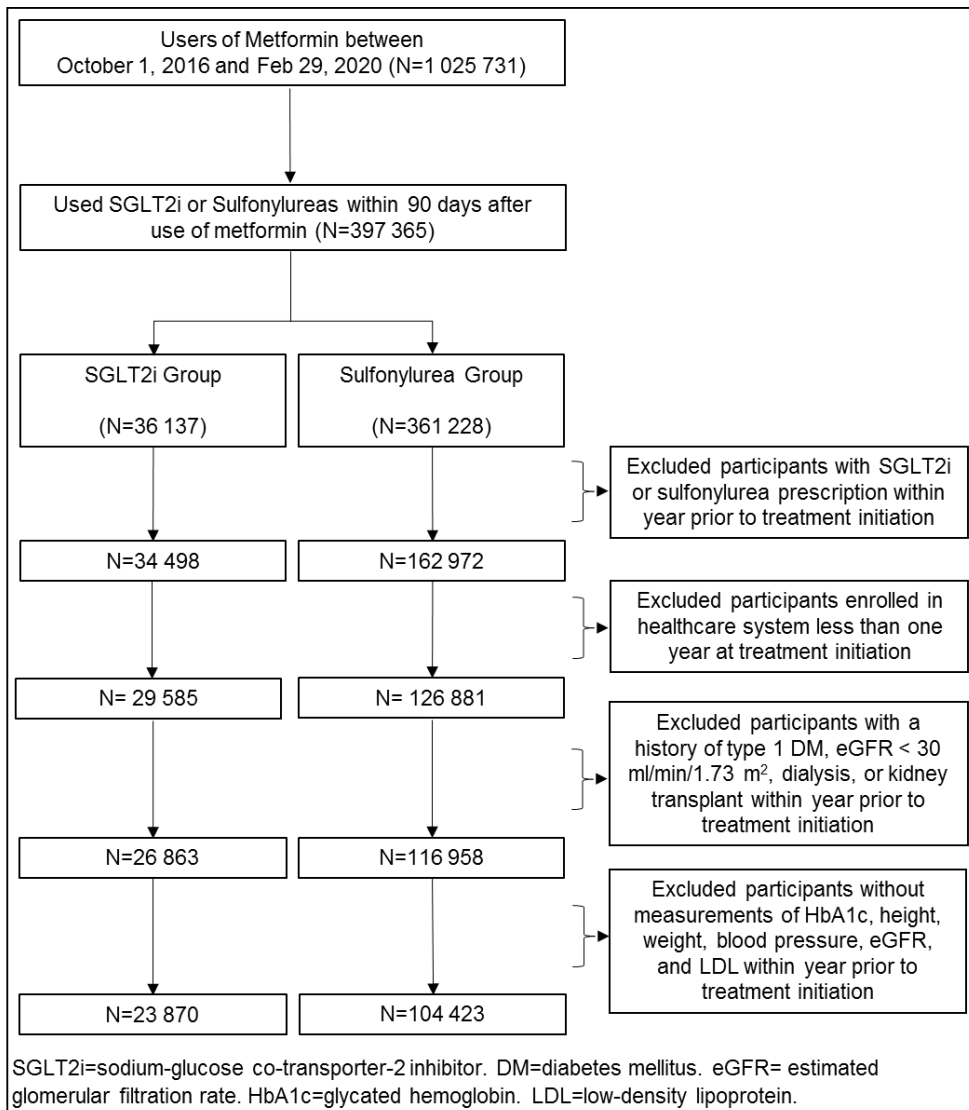 Users of Metformin between
October 1, 2016 and Feb 29, 2020 (N=1 025 731)
Used SGLT2i or Sulfonylureas within 90 days after
use of metformin (N=397 365)
SGLT2i Group
(N=36 137)
Sulfonylurea Group
(N=361 228)
Excluded participants with SGLT2i
or sulfonylurea prescription within
year prior to treatment initiation
N=34 498
N=162 972
Excluded participants enrolled in
healthcare system less than one
year at treatment initiation
N= 29 585
N= 126 881
Excluded participants with a
history of type 1 DM, eGFR < 30
ml/min/1.73 m², dialysis, or kidney
transplant within year prior to
treatment initiation
N=26 863
N=116 958
Excluded participants without
measurements of HbA1c, height,
weight, blood pressure, eGFR,
and LDL within year prior to
treatment initiation
N=23 870
N=104 423
SGLT2i=sodium-glucose co-transporter-2 inhibitor. DM=diabetes mellitus. eGFR= estimated
glomerular filtration rate. HbA1c=glycated hemoglobin. LDL=low-density lipoprotein.